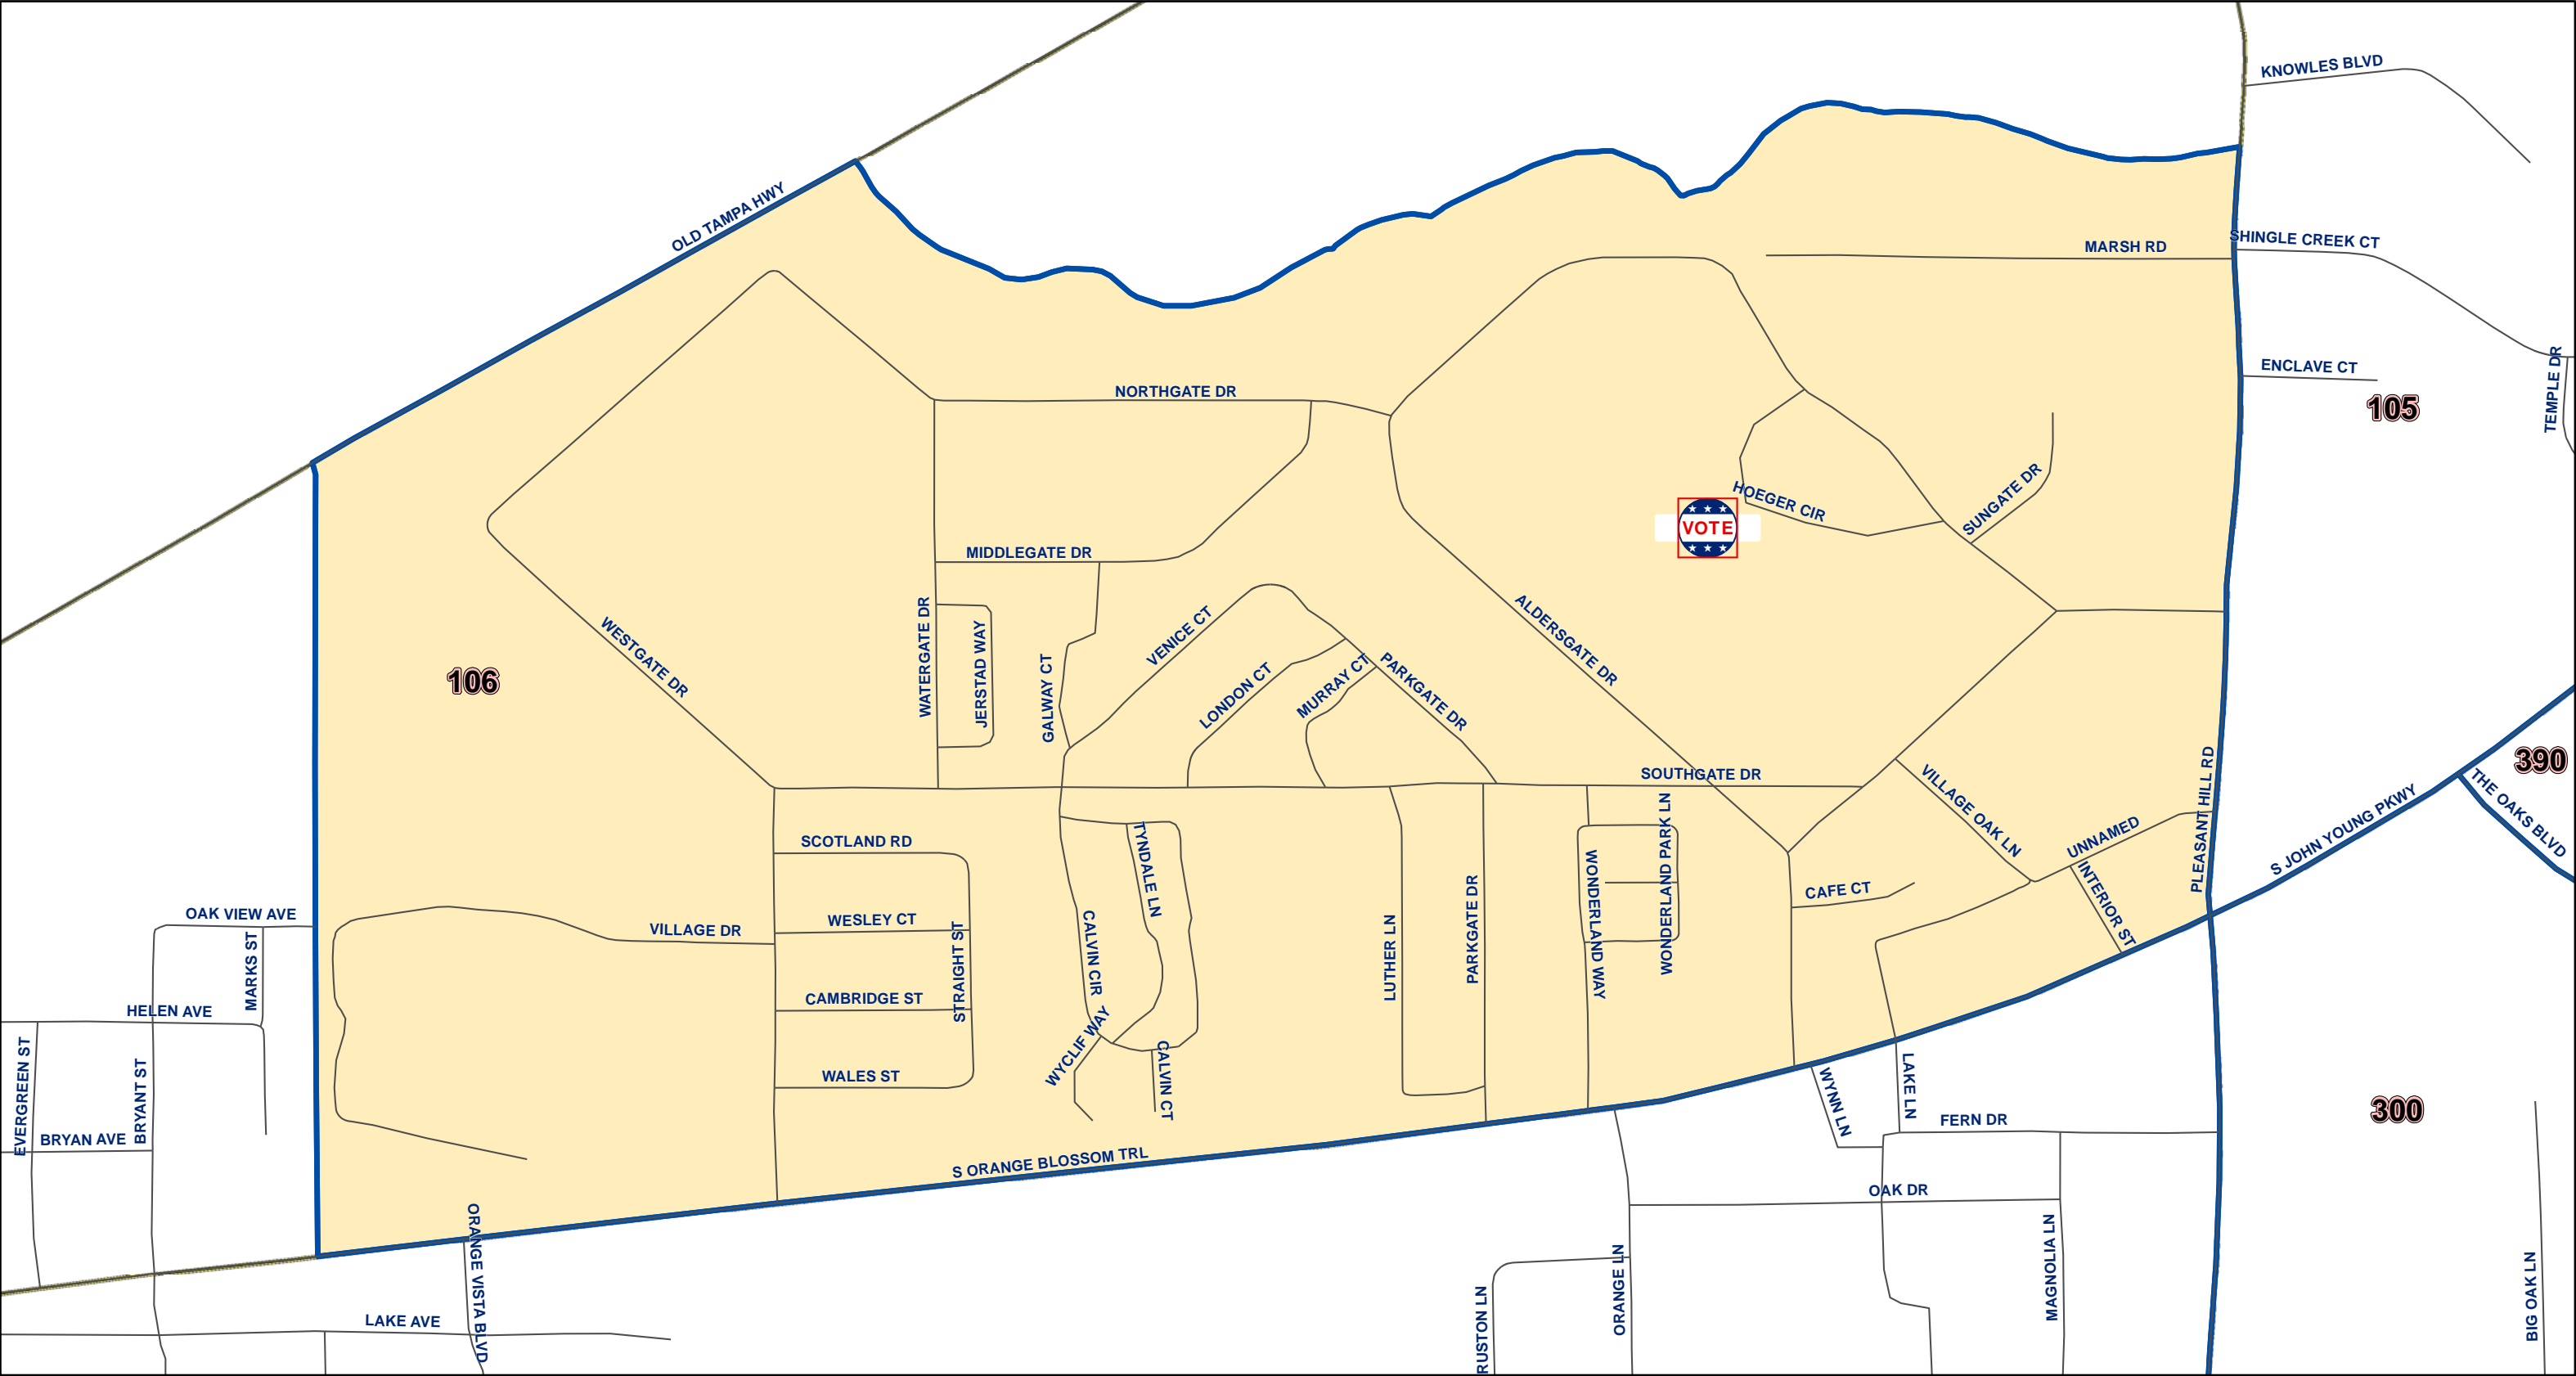 KNOWLES BLVD
OLD TAMPA HWY
MARSH RD
SHINGLE CREEK CT
ENCLAVE CT
TEMPLE DR
105
NORTHGATE DR
HOEGER CIR
SUNGATE DR
VOTE
MIDDLEGATE DR
WESTGATE DR
106
WATERGATE DR
JERSTAD WAY
GALWAY CT
VENICE CT
LONDON CT
MURRAY CT
PARKGATE DR
ALDERSGATE DR
SOUTHGATE DR
VILLAGE OAK LN
UNNAMED
INTERIOR ST
PLEASANT HILL RD
S JOHN YOUNG PKWY
390
THE OAKS BLVD
SCOTLAND RD
TYNDALE LN
WONDERLAND PARK LN
WONDERLAND WAY
CAFE CT
OAK VIEW AVE
MARKS ST
VILLAGE DR
WESLEY CT
STRAIGHT ST
CALVIN CIR
LUTHER LN
PARKGATE DR
HELEN AVE
CAMBRIDGE ST
WYCLIF WAY
CALVIN CT
EVERGREEN ST
BRYANT ST
BRYAN AVE
WALES ST
S ORANGE BLOSSOM TRL
WYNN LN
LAKE LN
FERN DR
300
OAK DR
ORANGE VISTA BLVD
LAKE AVE
RUSTON LN
ORANGE LN
MAGNOLIA LN
BIG OAK LN